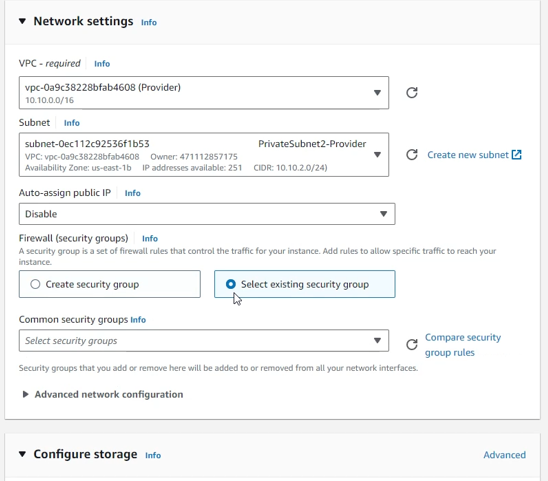 Network settings Info
VPC - required Info
vpc-0a9c38228bfab4608 (Provider)
10.10.0.0/16
Subnet Info
subnet-0ec112c92536f1b53 PrivateSubnet2-Provider
VPC: vpc-0a9c38228bfab4608 Owner: 471112857175
Availability Zone: us-east-1b IP addresses available: 251 CIDR: 10.10.2.0/24)
Create new subnet
Auto-assign public IP Info
Disable
Firewall (security groups) Info
A security group is a set of firewall rules that control the traffic for your instance. Add rules to allow specific traffic to reach your
instance.
Create security group
Select existing security group
Common security groups Info
Select security groups
Compare security
group rules
Security groups that you add or remove here will be added to or removed from all your network interfaces.
Advanced network configuration
Configure storage Info
Advanced